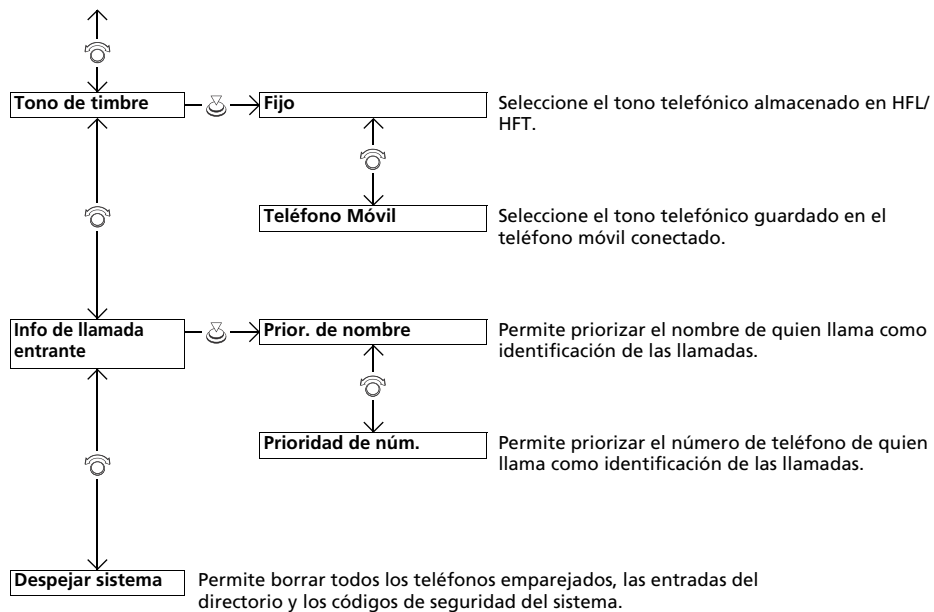 Tono de timbre
Fijo
Seleccione el tono telefónico almacenado en HFL/
HFT.
Teléfono Móvil
Seleccione el tono telefónico guardado en el
teléfono móvil conectado.
Info de llamada
entrante
Prior. de nombre
Permite priorizar el nombre de quien llama como
identificación de las llamadas.
Prioridad de núm.
Permite priorizar el número de teléfono de quien
llama como identificación de las llamadas.
Despejar sistema
Permite borrar todos los teléfonos emparejados, las entradas del
directorio y los códigos de seguridad del sistema.